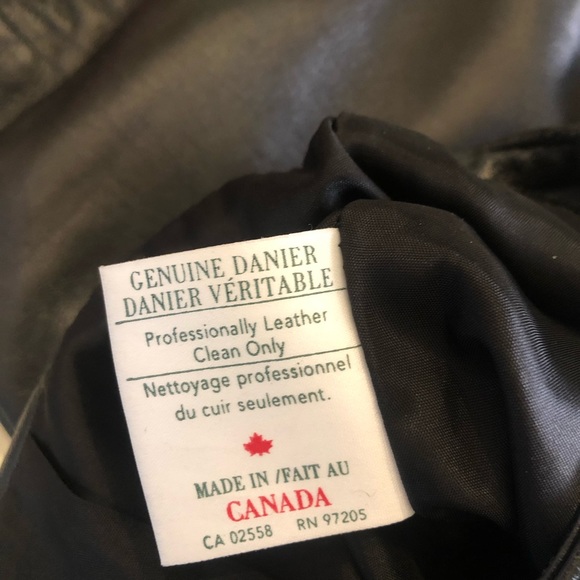 GENUINE DANIER
DANIER VÉRITABLE
Professionally Leather
Clean Only
Nettoyage professionnel
du cuir seulement.
MADE IN /FAIT AU
CANADA
CA 02558 RN 97205